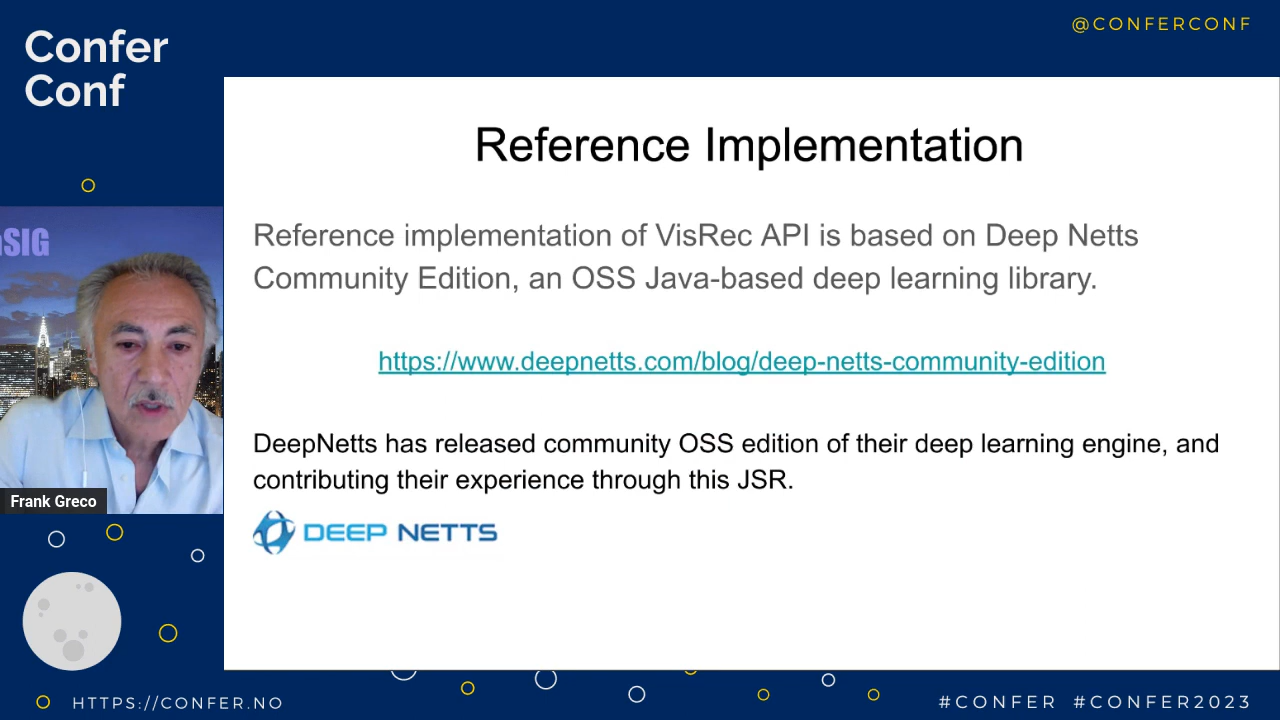 Confer
Conf
@CONFERCONF
Reference Implementation
Reference implementation of VisRec API is based on Deep Netts
Community Edition, an OSS Java-based deep learning library.
https://www.deepnetts.com/blog/deep-netts-community-edition
DeepNetts has released community OSS edition of their deep learning engine, and
contributing their experience through this JSR.
DEEP NETTS
SIG
Frank Greco
HTTPS://CONFER.NO
#CONFER #CONFER2023